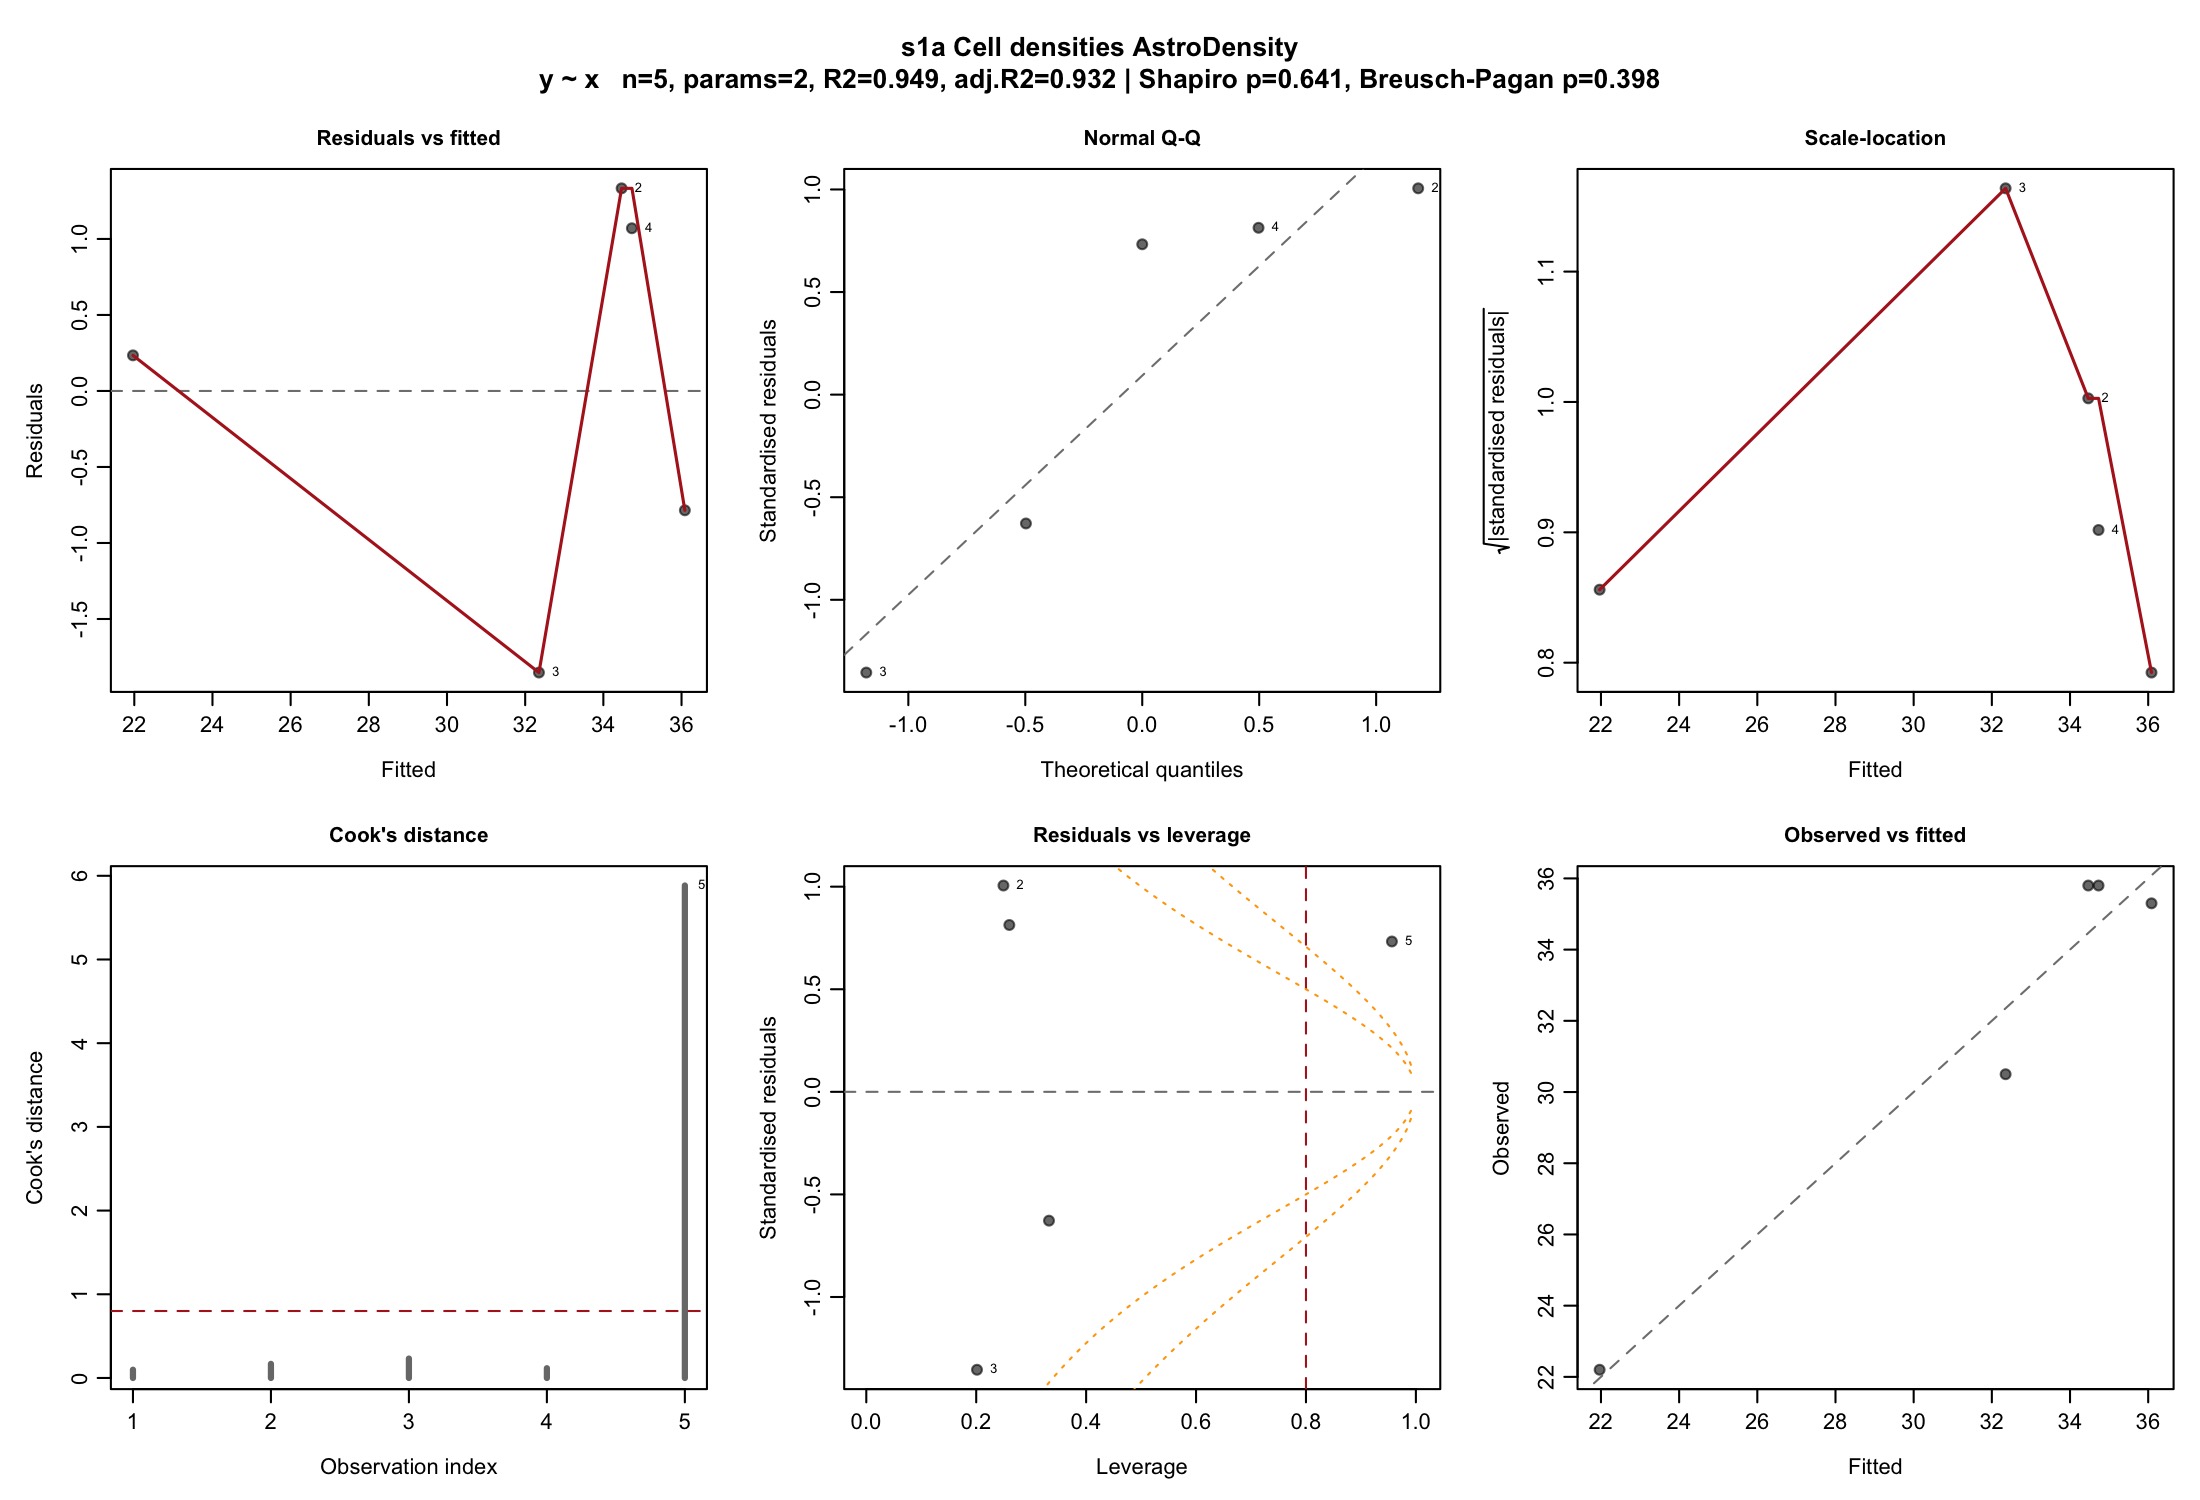 s1a Cell densities AstroDensity
y ~ x   n=5, params=2, R2=0.949, adj.R2=0.932 | Shapiro p=0.641, Breusch-Pagan p=0.398
Residuals vs fitted
Residuals
1.0
0.5
0.0
-0.5
-1.0
-1.5
2
4
3
22 24 26 28 30 32 34 36
Fitted
Normal Q-Q
Standardised residuals
1.0
0.5
0.0
-0.5
-1.0
2
4
3
-1.0 -0.5 0.0 0.5 1.0
Theoretical quantiles
Scale-location
√|standardised residuals|
1.1
1.0
0.9
0.8
3
2
4
22 24 26 28 30 32 34 36
Fitted
Cook's distance
Cook's distance
6
5
4
3
2
1
0
5
1 2 3 4 5
Observation index
Residuals vs leverage
Standardised residuals
1.0
0.5
0.0
-0.5
-1.0
2
5
3
0.0 0.2 0.4 0.6 0.8 1.0
Leverage
Observed vs fitted
Observed
36
34
32
30
28
26
24
22
22 24 26 28 30 32 34 36
Fitted